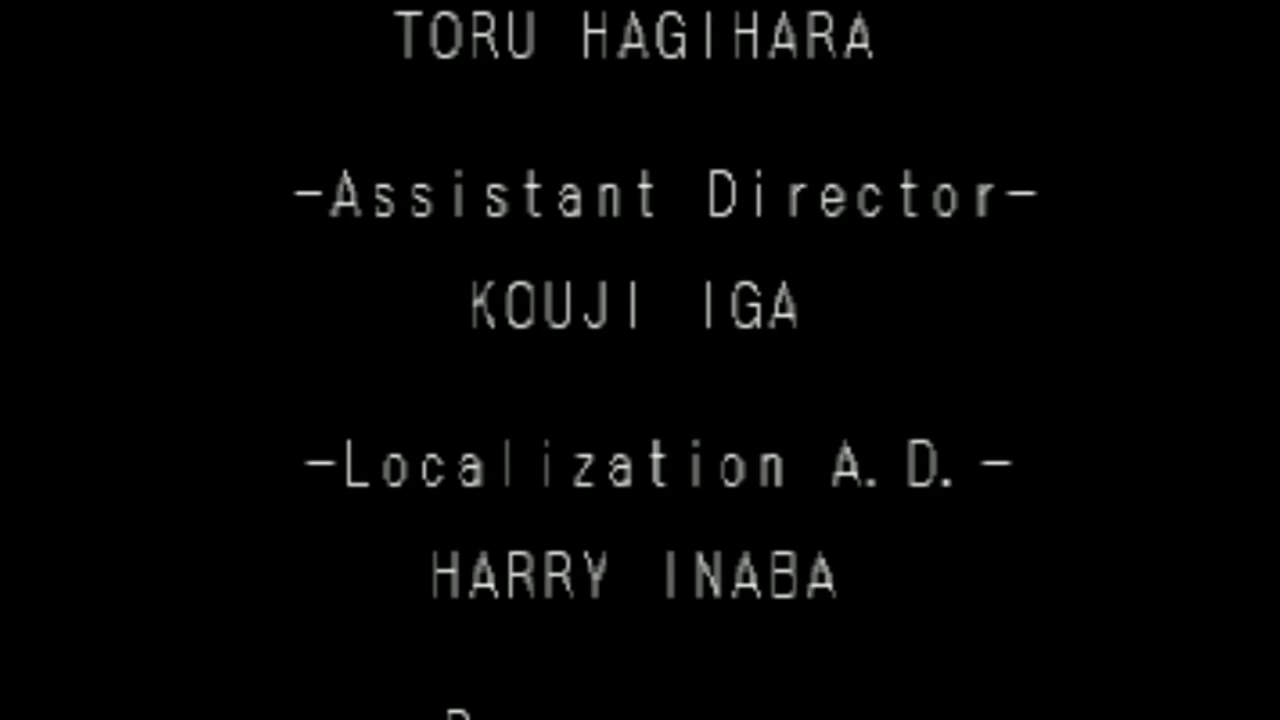 TORU HAGIHARA
-Assistant Director-
KOUJI IGA
-Localization A.D.-
HARRY INABA